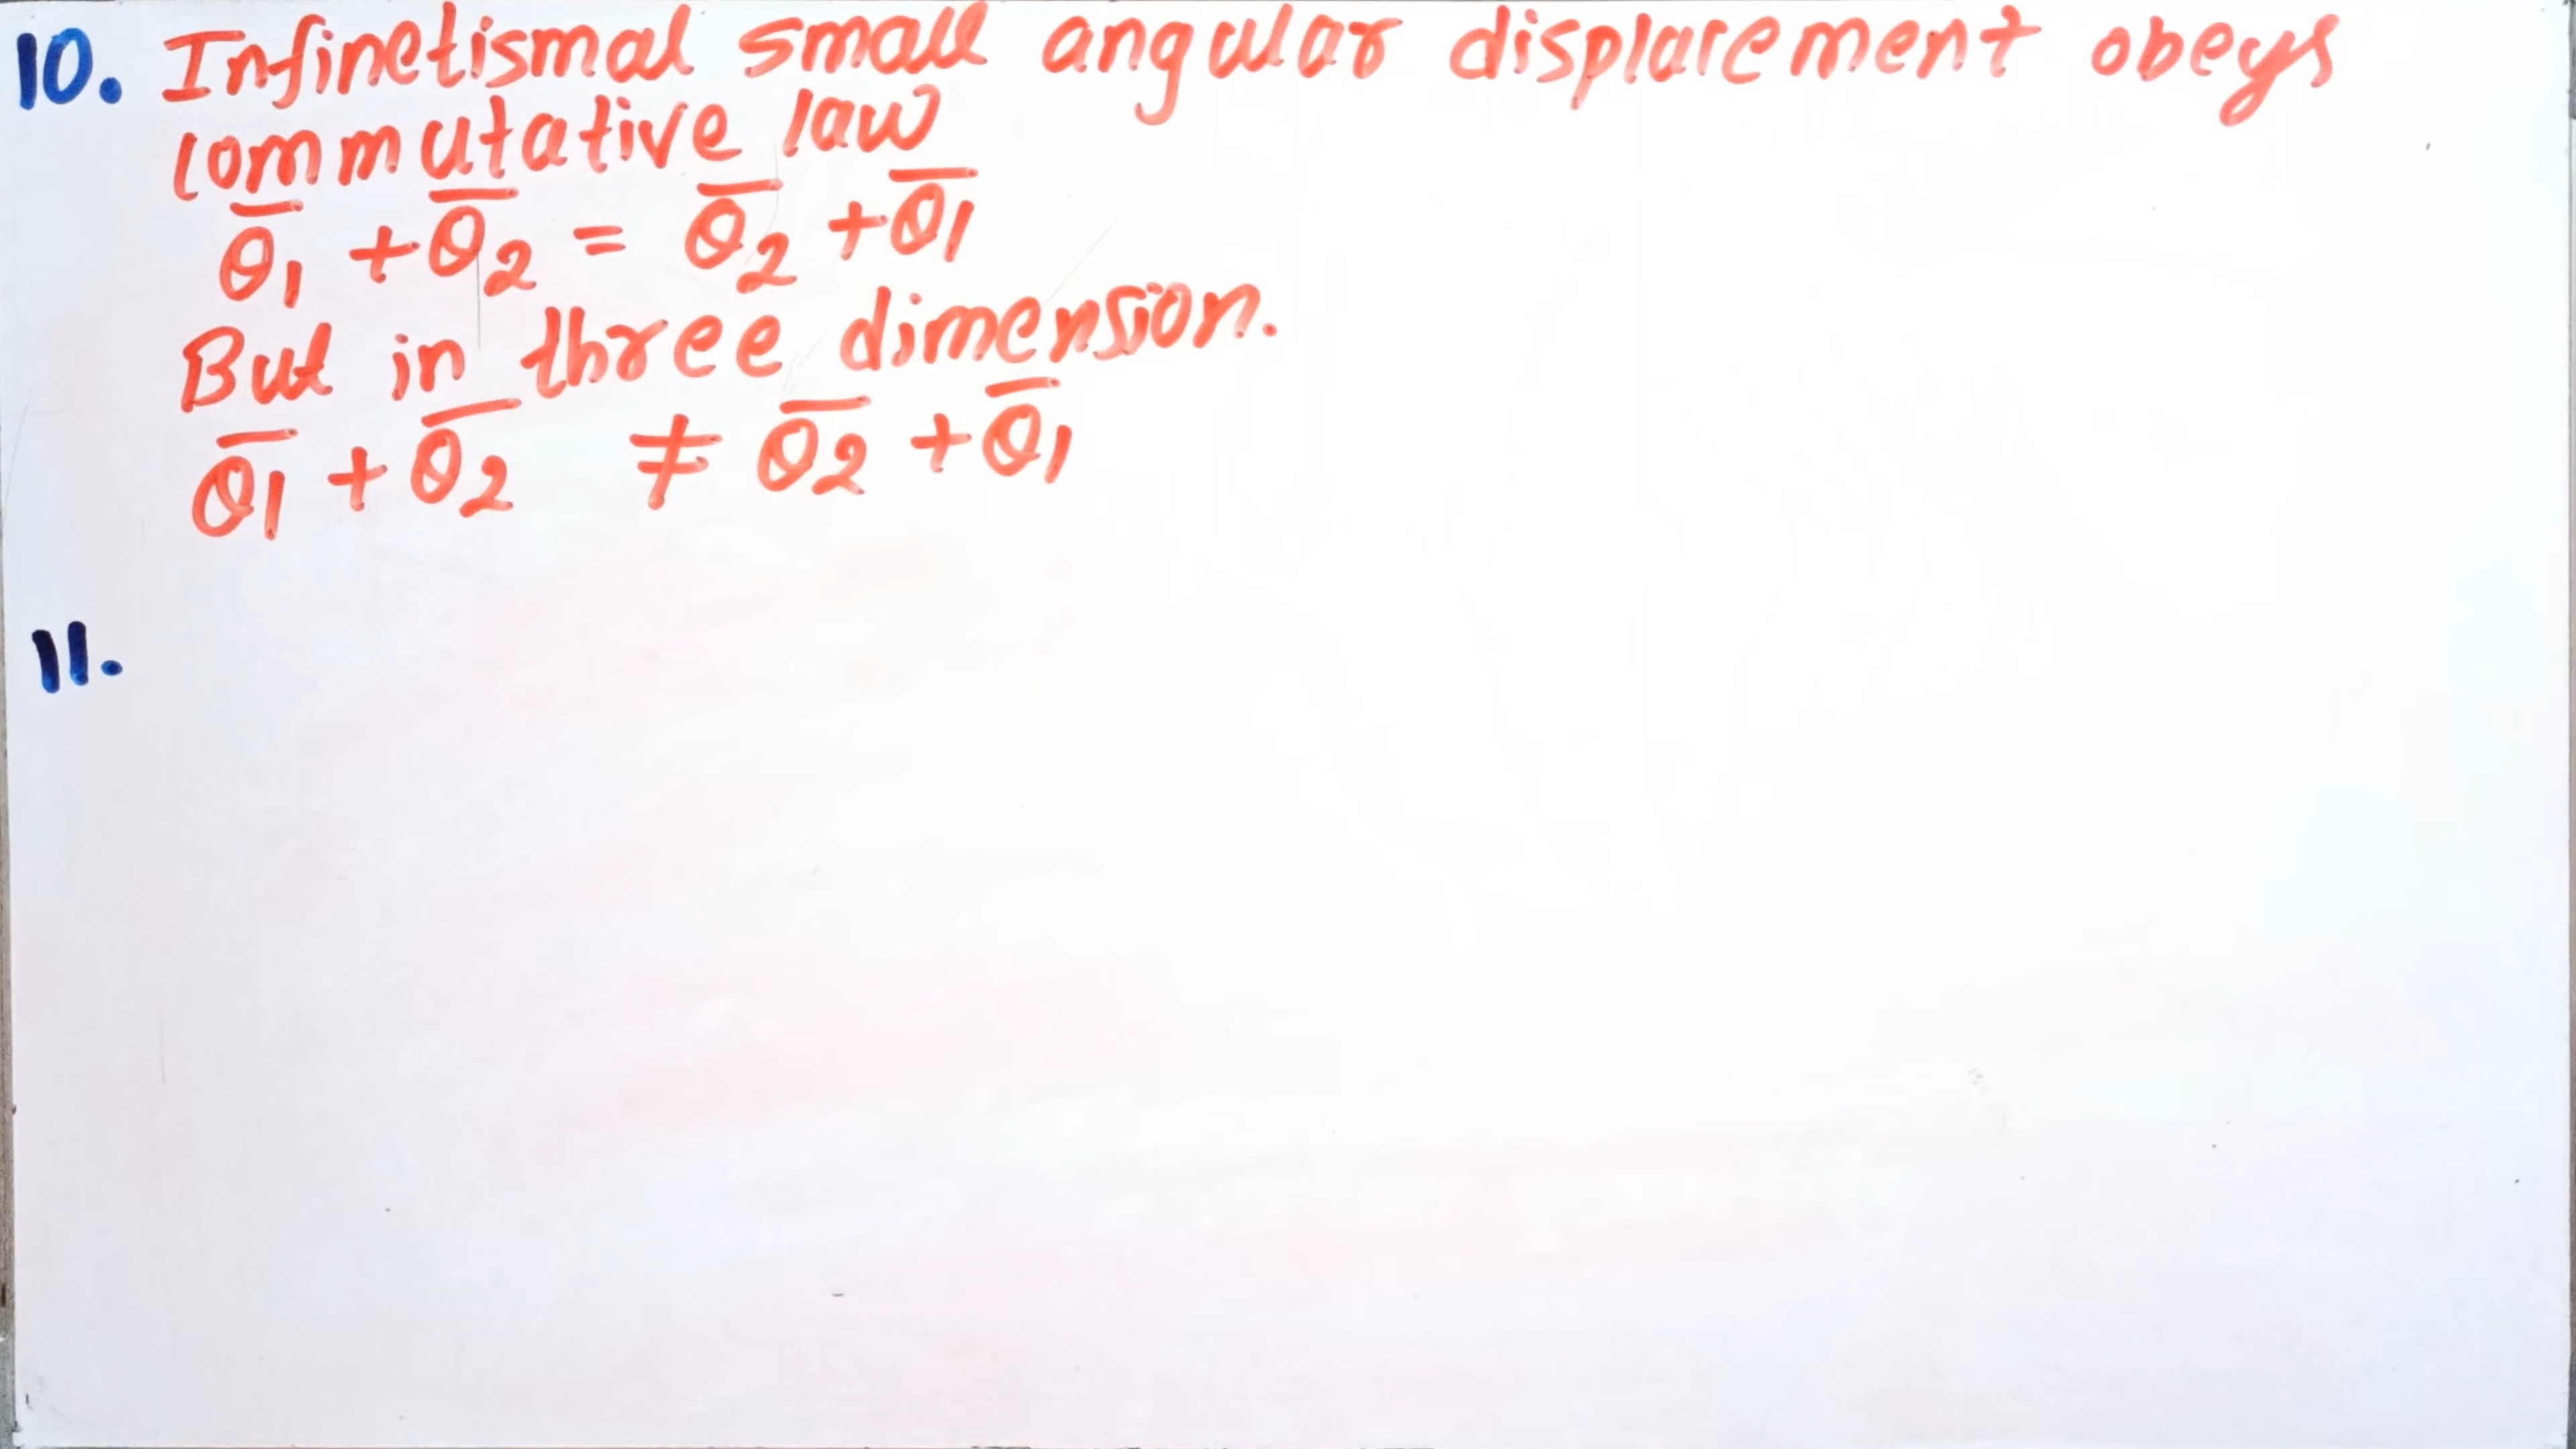 10. Infinetismal small angular displacement obeys
commutative law
θ̅₁ + θ̅₂ = θ̅₂ + θ̅₁
But in three dimension.
θ̅₁ + θ̅₂ ≠ θ̅₂ + θ̅₁
11.